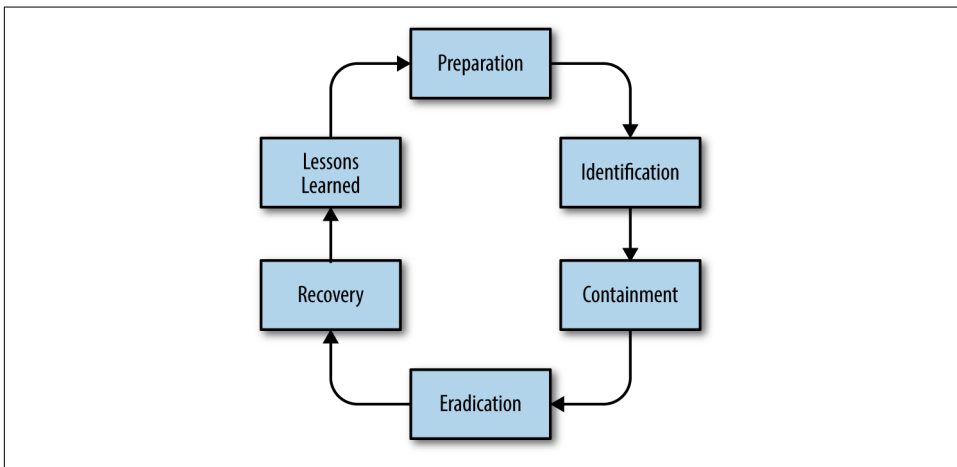 Preparation
Identification
Containment
Eradication
Recovery
Lessons
Learned